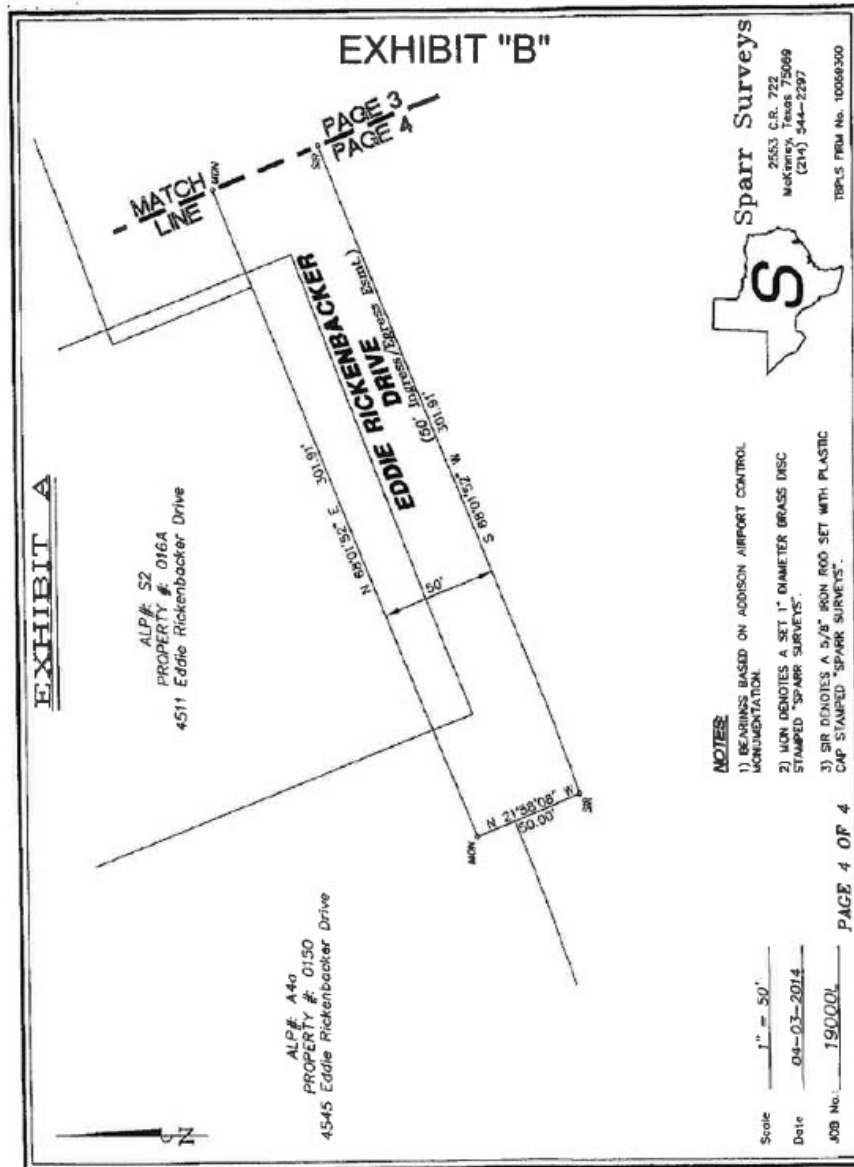 EXHIBIT "B"
EXHIBIT A
MATCH
LINE
MON
PAGE 3
PAGE 4
SIR
ALP#: S2
PROPERTY #: 016A
4511 Eddie Rickenbacker Drive
N 68°01'52" E 301.91'
EDDIE RICKENBACKER
DRIVE
(50' Ingress/Egress Esmt.)
S 68°01'52" W 301.91'
50'
ALP#: A4a
PROPERTY #: 0150
4545 Eddie Rickenbacker Drive
MON
N 21°58'08" W
50.00'
SIR
N
NOTES:
1) BEARINGS BASED ON ADDISON AIRPORT CONTROL
MONUMENTATION.
2) MON DENOTES A SET 1" DIAMETER BRASS DISC
STAMPED "SPARR SURVEYS".
3) SIR DENOTES A 5/8" IRON ROD SET WITH PLASTIC
CAP STAMPED "SPARR SURVEYS".
Scale 1" = 50'
Date 04-03-2014
JOB No.: 19000L
PAGE 4 OF 4
S
Sparr Surveys
2553 C.R. 722
McKinney, Texas 75069
(214) 544-2297
TBPLS FIRM No. 10069300